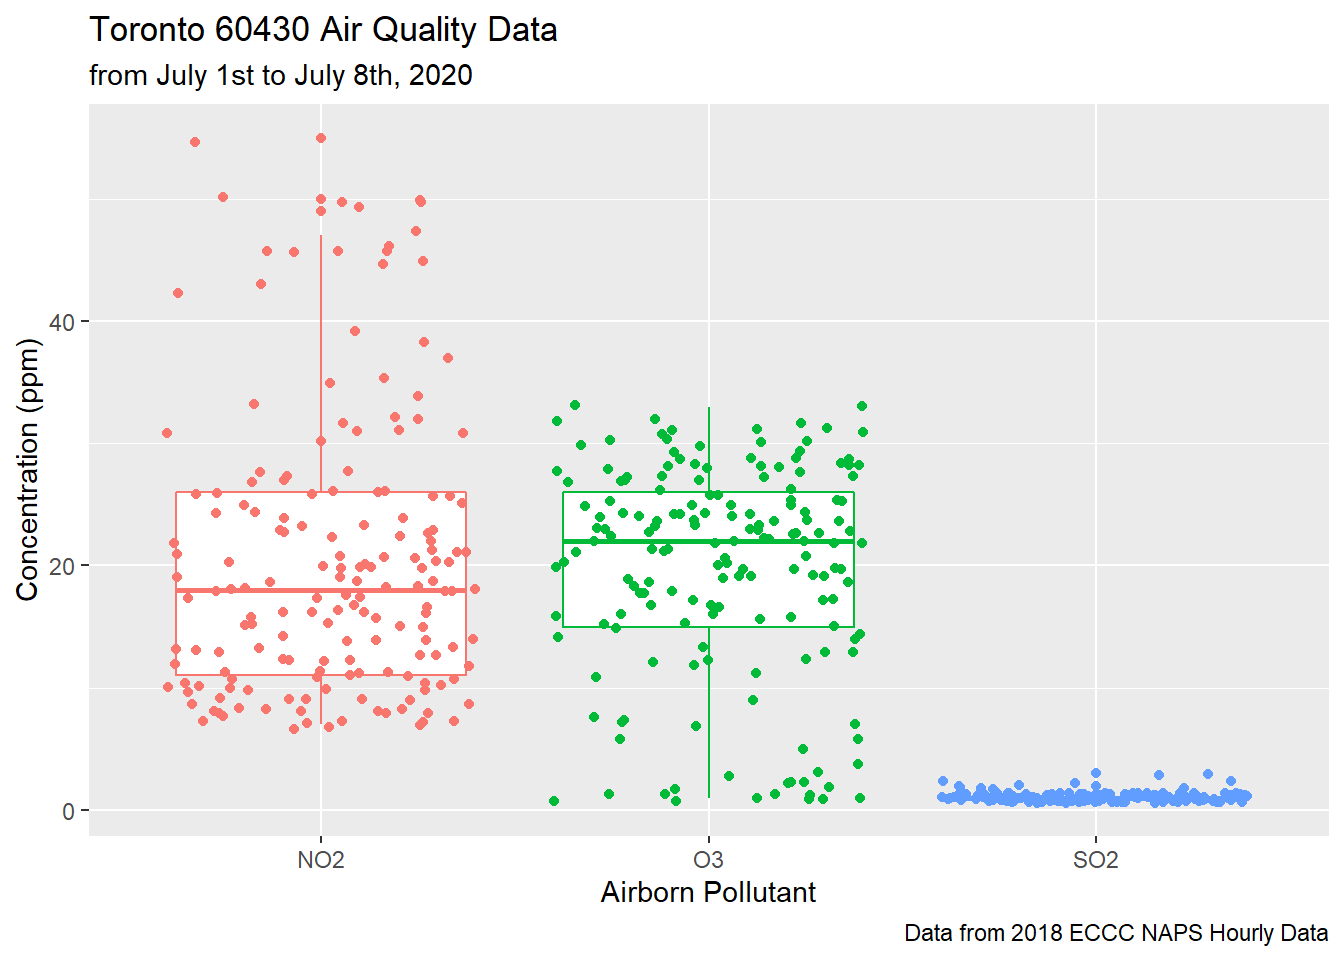 Toronto 60430 Air Quality Data
from July 1st to July 8th, 2020
Concentration (ppm)
40
20
0
NO2 O3 SO2
Airborn Pollutant
Data from 2018 ECCC NAPS Hourly Data